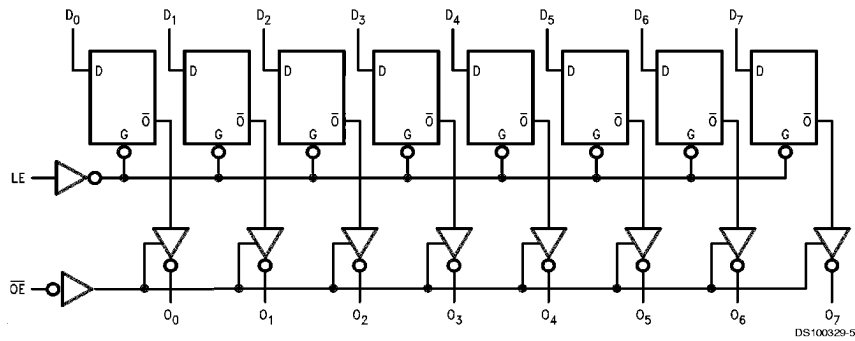 D₀ D₁ D₂ D₃ D₄ D₅ D₆ D₇
D D D D D D D D
O̅ O̅ O̅ O̅ O̅ O̅ O̅ O̅
G G G G G G G G
LE
O̅E̅
O₀ O₁ O₂ O₃ O₄ O₅ O₆ O₇
DS100329-5